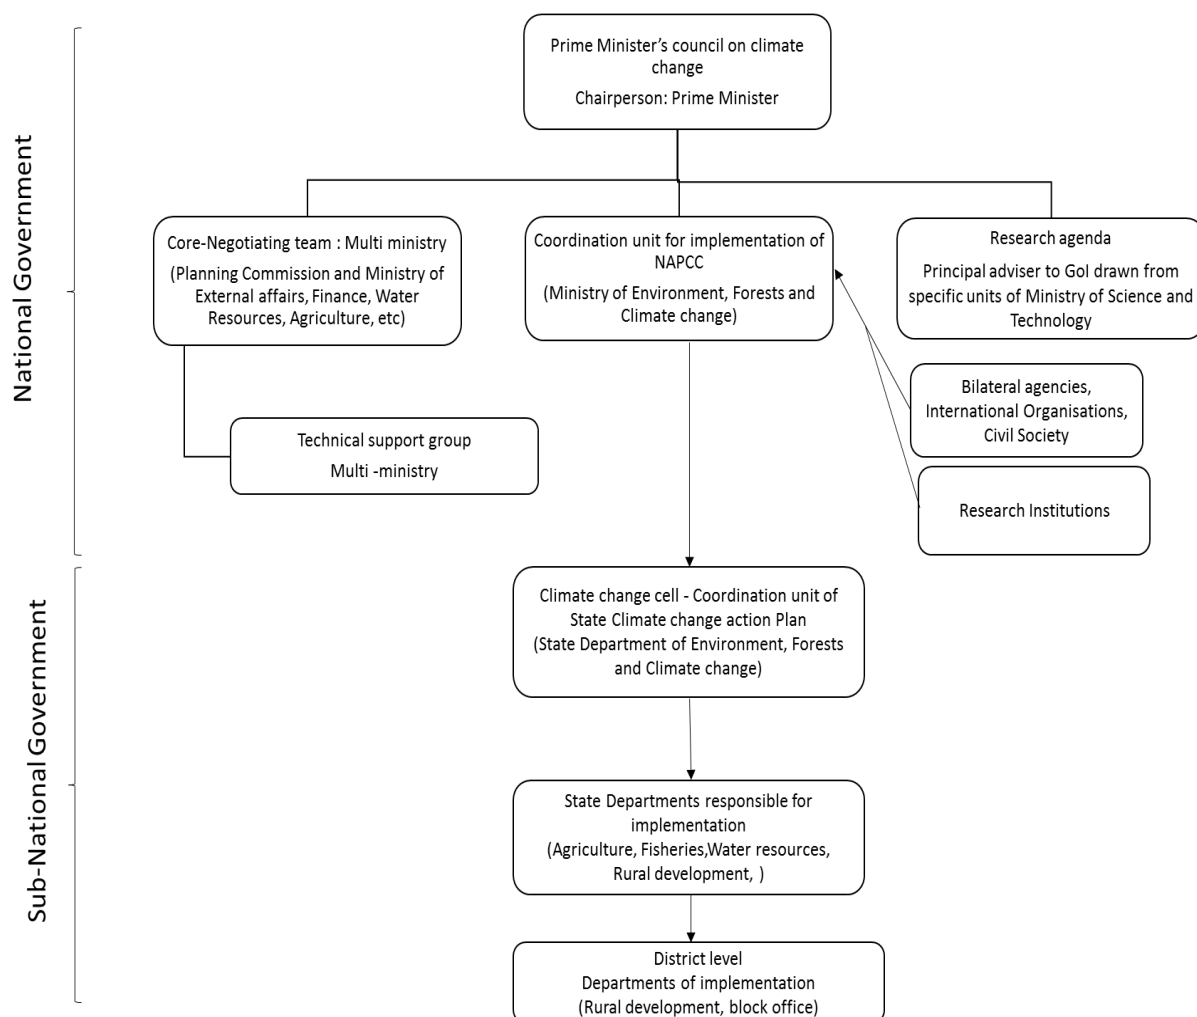 Prime Minister's council on climate
change
Chairperson: Prime Minister
National Government
Core-Negotiating team : Multi ministry
(Planning Commission and Ministry of
External affairs, Finance, Water
Resources, Agriculture, etc)
Coordination unit for implementation of
NAPCC
(Ministry of Environment, Forests and
Climate change)
Research agenda
Principal adviser to GoI drawn from
specific units of Ministry of Science and
Technology
Bilateral agencies,
International Organisations,
Civil Society
Technical support group
Multi -ministry
Research Institutions
Sub-National Government
Climate change cell - Coordination unit of
State Climate change action Plan
(State Department of Environment, Forests
and Climate change)
State Departments responsible for
implementation
(Agriculture, Fisheries,Water resources,
Rural development, )
District level
Departments of implementation
(Rural development, block office)